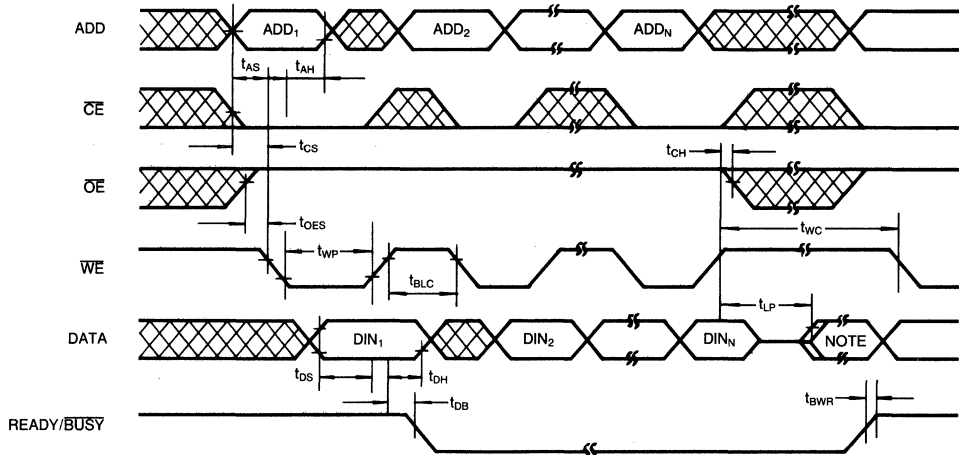 ADD
ADD₁
ADD₂
ADDₙ
tAS
tAH
CE
tCS
tCH
OE
tOES
tWC
WE
tWP
tBLC
tLP
DATA
DIN₁
DIN₂
DINₙ
NOTE
tDS
tDH
tDB
tBWR
READY/BUSY